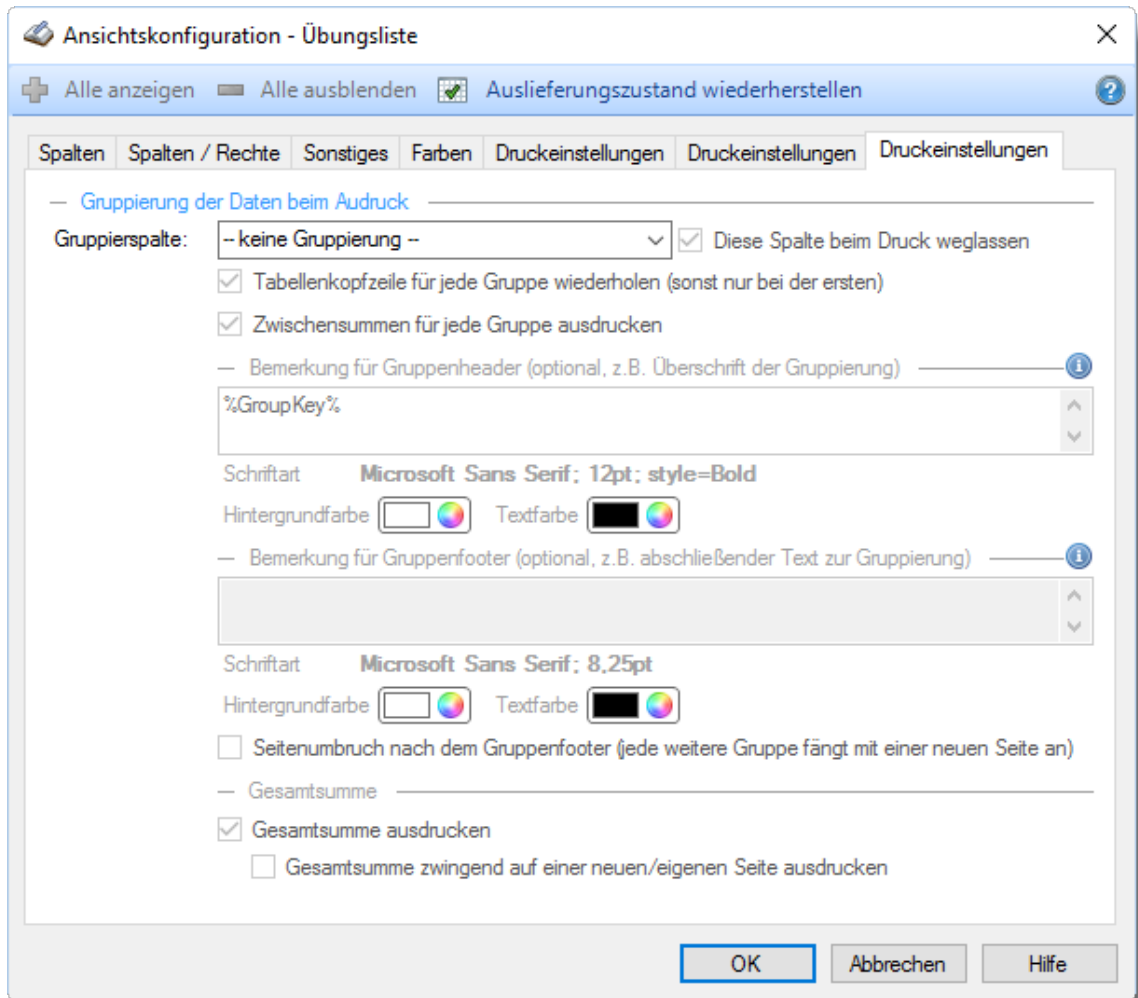 Ansichtskonfiguration - Übungsliste
Alle anzeigen Alle ausblenden Auslieferungszustand wiederherstellen
Spalten Spalten / Rechte Sonstiges Farben Druckeinstellungen Druckeinstellungen Druckeinstellungen
Gruppierung der Daten beim Audruck
Gruppierspalte: -- keine Gruppierung -- Diese Spalte beim Druck weglassen
Tabellenkopfzeile für jede Gruppe wiederholen (sonst nur bei der ersten)
Zwischensummen für jede Gruppe ausdrucken
Bemerkung für Gruppenheader (optional, z.B. Überschrift der Gruppierung)
%GroupKey%
Schriftart Microsoft Sans Serif; 12pt; style=Bold
Hintergrundfarbe Textfarbe
Bemerkung für Gruppenfooter (optional, z.B. abschließender Text zur Gruppierung)
Schriftart Microsoft Sans Serif; 8,25pt
Hintergrundfarbe Textfarbe
Seitenumbruch nach dem Gruppenfooter (jede weitere Gruppe fängt mit einer neuen Seite an)
Gesamtsumme
Gesamtsumme ausdrucken
Gesamtsumme zwingend auf einer neuen/eigenen Seite ausdrucken
OK Abbrechen Hilfe